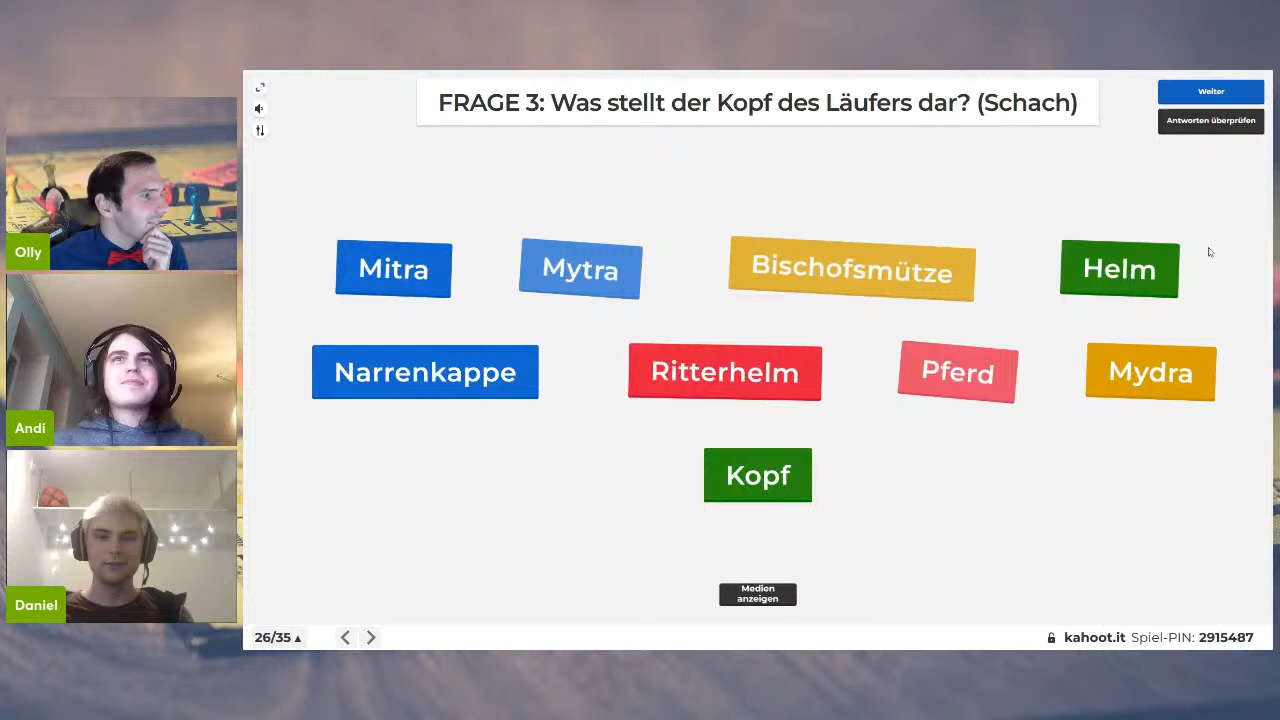 FRAGE 3: Was stellt der Kopf des Läufers dar? (Schach)
Weiter
Antworten überprüfen
Mitra
Mytra
Bischofsmütze
Helm
Narrenkappe
Ritterhelm
Pferd
Mydra
Kopf
Medien
anzeigen
26/35
kahoot.it Spiel-PIN: 2915487
Olly
Andi
Daniel